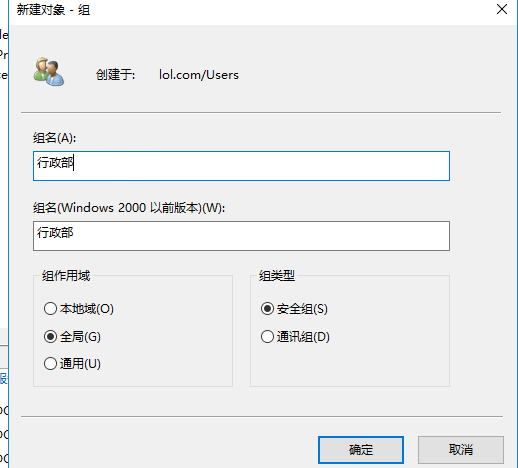 新建对象 - 组
创建于: lol.com/Users
组名(A):
行政部
组名(Windows 2000 以前版本)(W):
行政部
组作用域
本地域(O)
全局(G)
通用(U)
组类型
安全组(S)
通讯组(D)
确定
取消